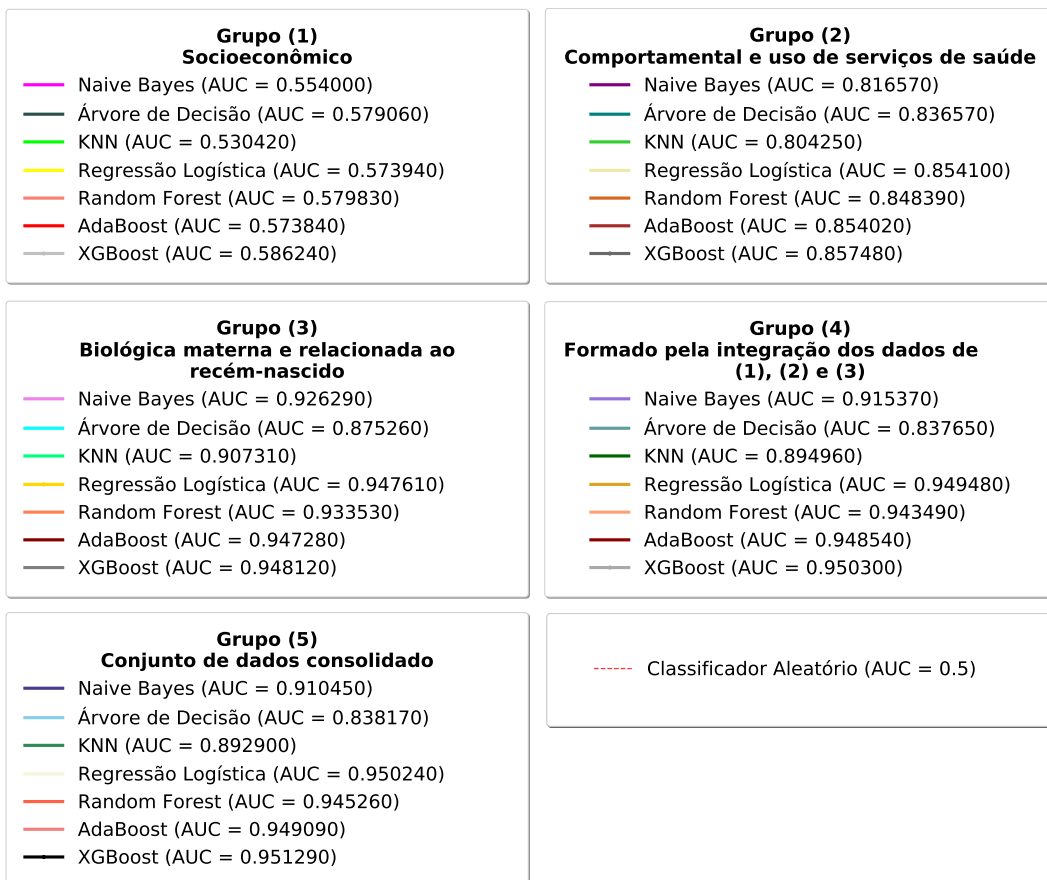 Grupo (1)
Socioeconômico
Naive Bayes (AUC = 0.554000)
Árvore de Decisão (AUC = 0.579060)
KNN (AUC = 0.530420)
Regressão Logística (AUC = 0.573940)
Random Forest (AUC = 0.579830)
AdaBoost (AUC = 0.573840)
XGBoost (AUC = 0.586240)
Grupo (2)
Comportamental e uso de serviços de saúde
Naive Bayes (AUC = 0.816570)
Árvore de Decisão (AUC = 0.836570)
KNN (AUC = 0.804250)
Regressão Logística (AUC = 0.854100)
Random Forest (AUC = 0.848390)
AdaBoost (AUC = 0.854020)
XGBoost (AUC = 0.857480)
Grupo (3)
Biológica materna e relacionada ao
recém-nascido
Naive Bayes (AUC = 0.926290)
Árvore de Decisão (AUC = 0.875260)
KNN (AUC = 0.907310)
Regressão Logística (AUC = 0.947610)
Random Forest (AUC = 0.933530)
AdaBoost (AUC = 0.947280)
XGBoost (AUC = 0.948120)
Grupo (4)
Formado pela integração dos dados de
(1), (2) e (3)
Naive Bayes (AUC = 0.915370)
Árvore de Decisão (AUC = 0.837650)
KNN (AUC = 0.894960)
Regressão Logística (AUC = 0.949480)
Random Forest (AUC = 0.943490)
AdaBoost (AUC = 0.948540)
XGBoost (AUC = 0.950300)
Grupo (5)
Conjunto de dados consolidado
Naive Bayes (AUC = 0.910450)
Árvore de Decisão (AUC = 0.838170)
KNN (AUC = 0.892900)
Regressão Logística (AUC = 0.950240)
Random Forest (AUC = 0.945260)
AdaBoost (AUC = 0.949090)
XGBoost (AUC = 0.951290)
Classificador Aleatório (AUC = 0.5)